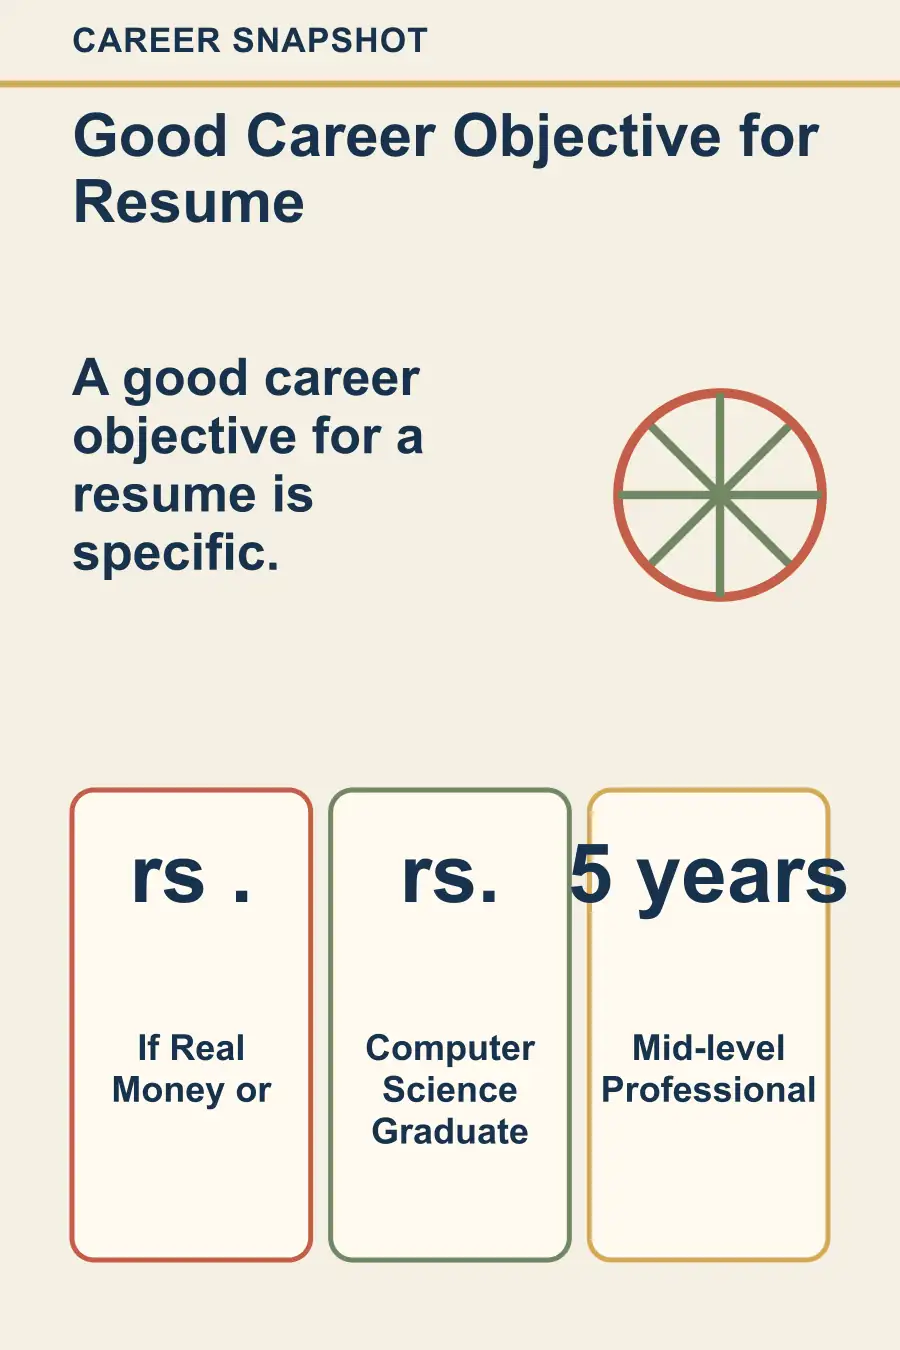 CAREER SNAPSHOT
Good Career Objective for
Resume
A good career
objective for a
resume is
specific.
rs .
If Real
Money or
rs.
Computer
Science
Graduate
5 years
Mid-level
Professional